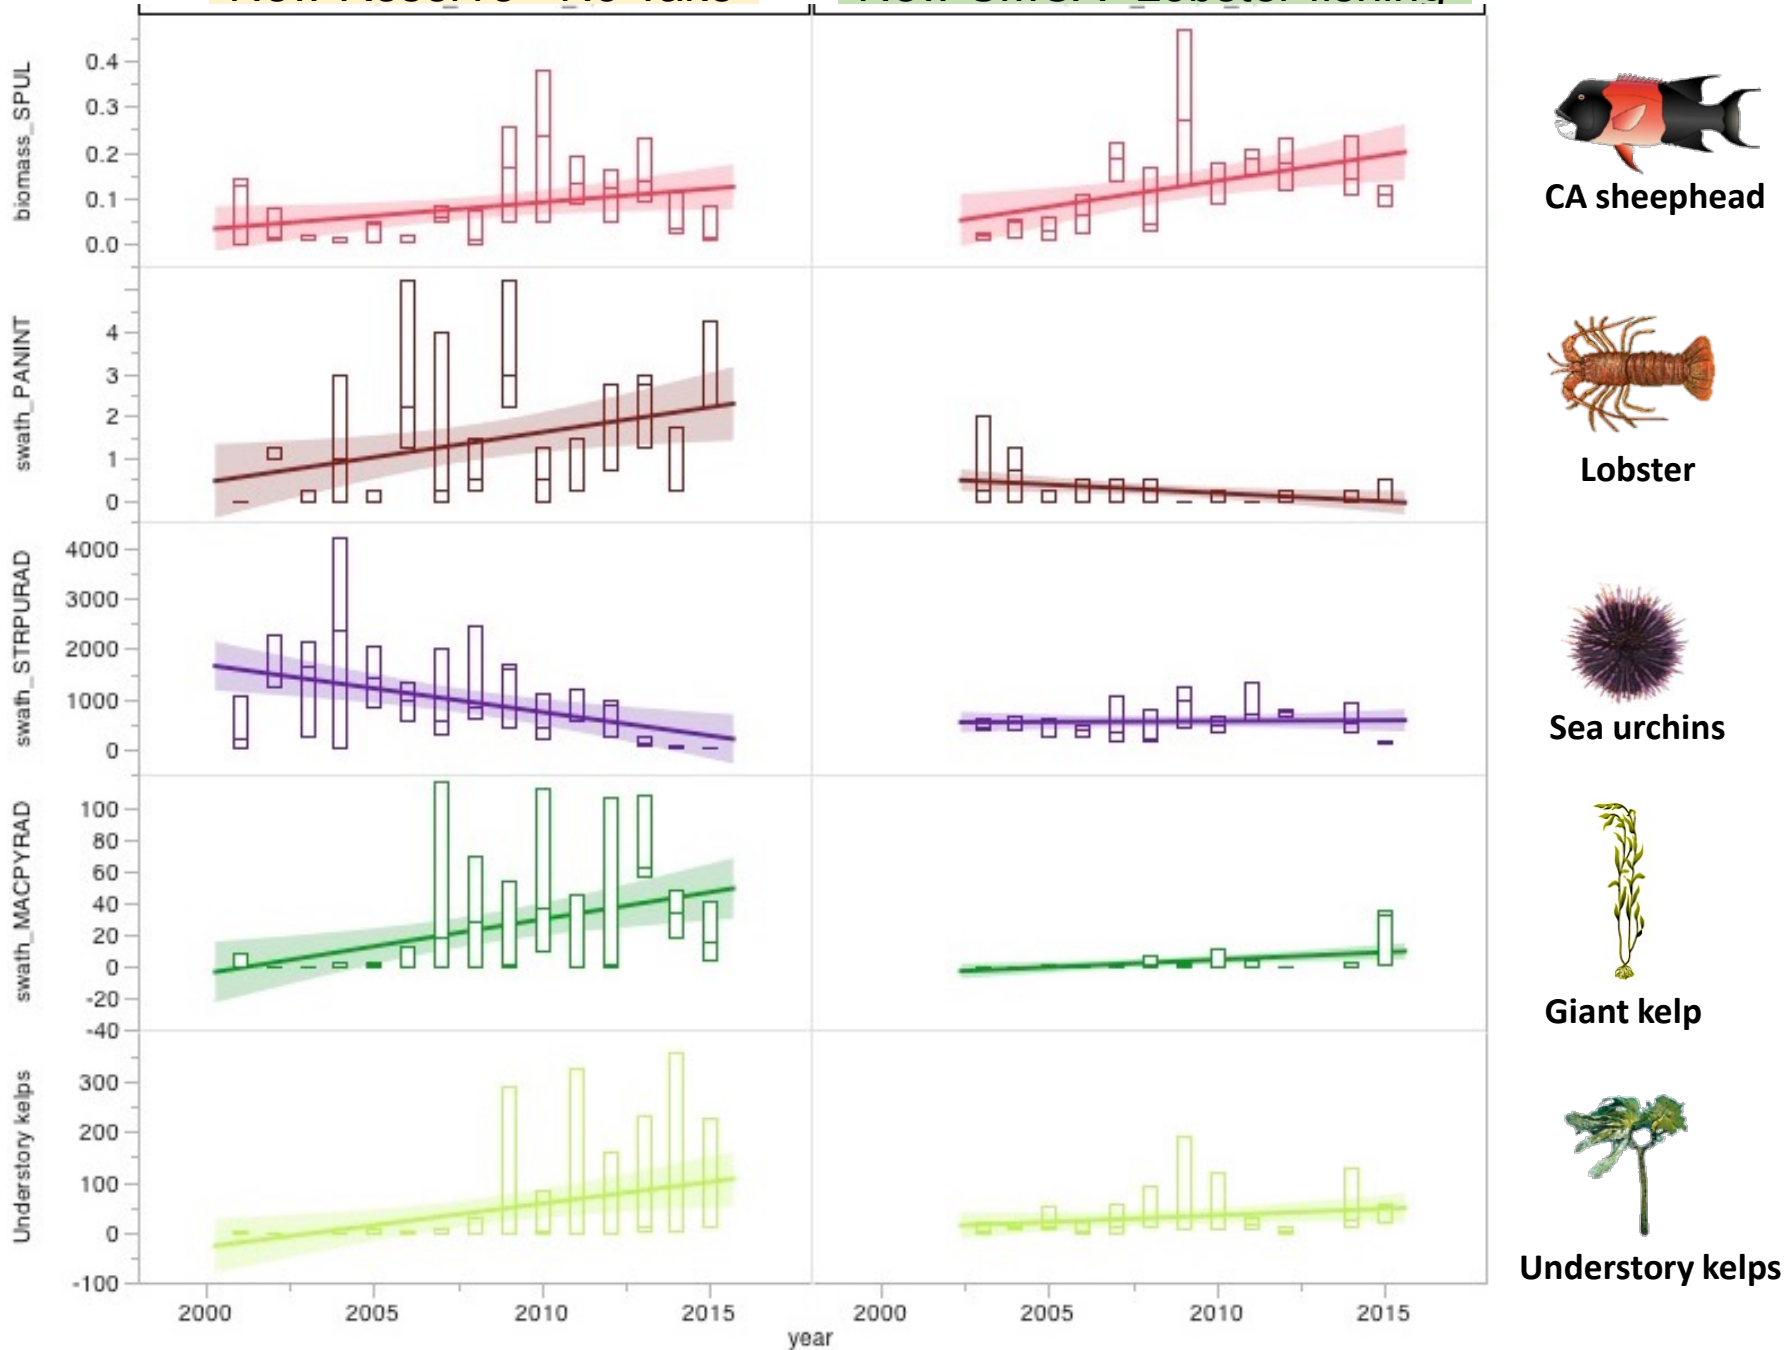 biomass_SPUL
0.4
0.3
0.2
0.1
0.0
CA sheephead
swath_PANINT
4
3
2
1
0
Lobster
swath_STRPURAD
4000
3000
2000
1000
0
Sea urchins
swath_MACPYRAD
100
80
60
40
20
0
-20
-40
Giant kelp
Understory kelps
300
200
100
0
-100
Understory kelps
2000 2005 2010 2015 2000 2005 2010 2015
year